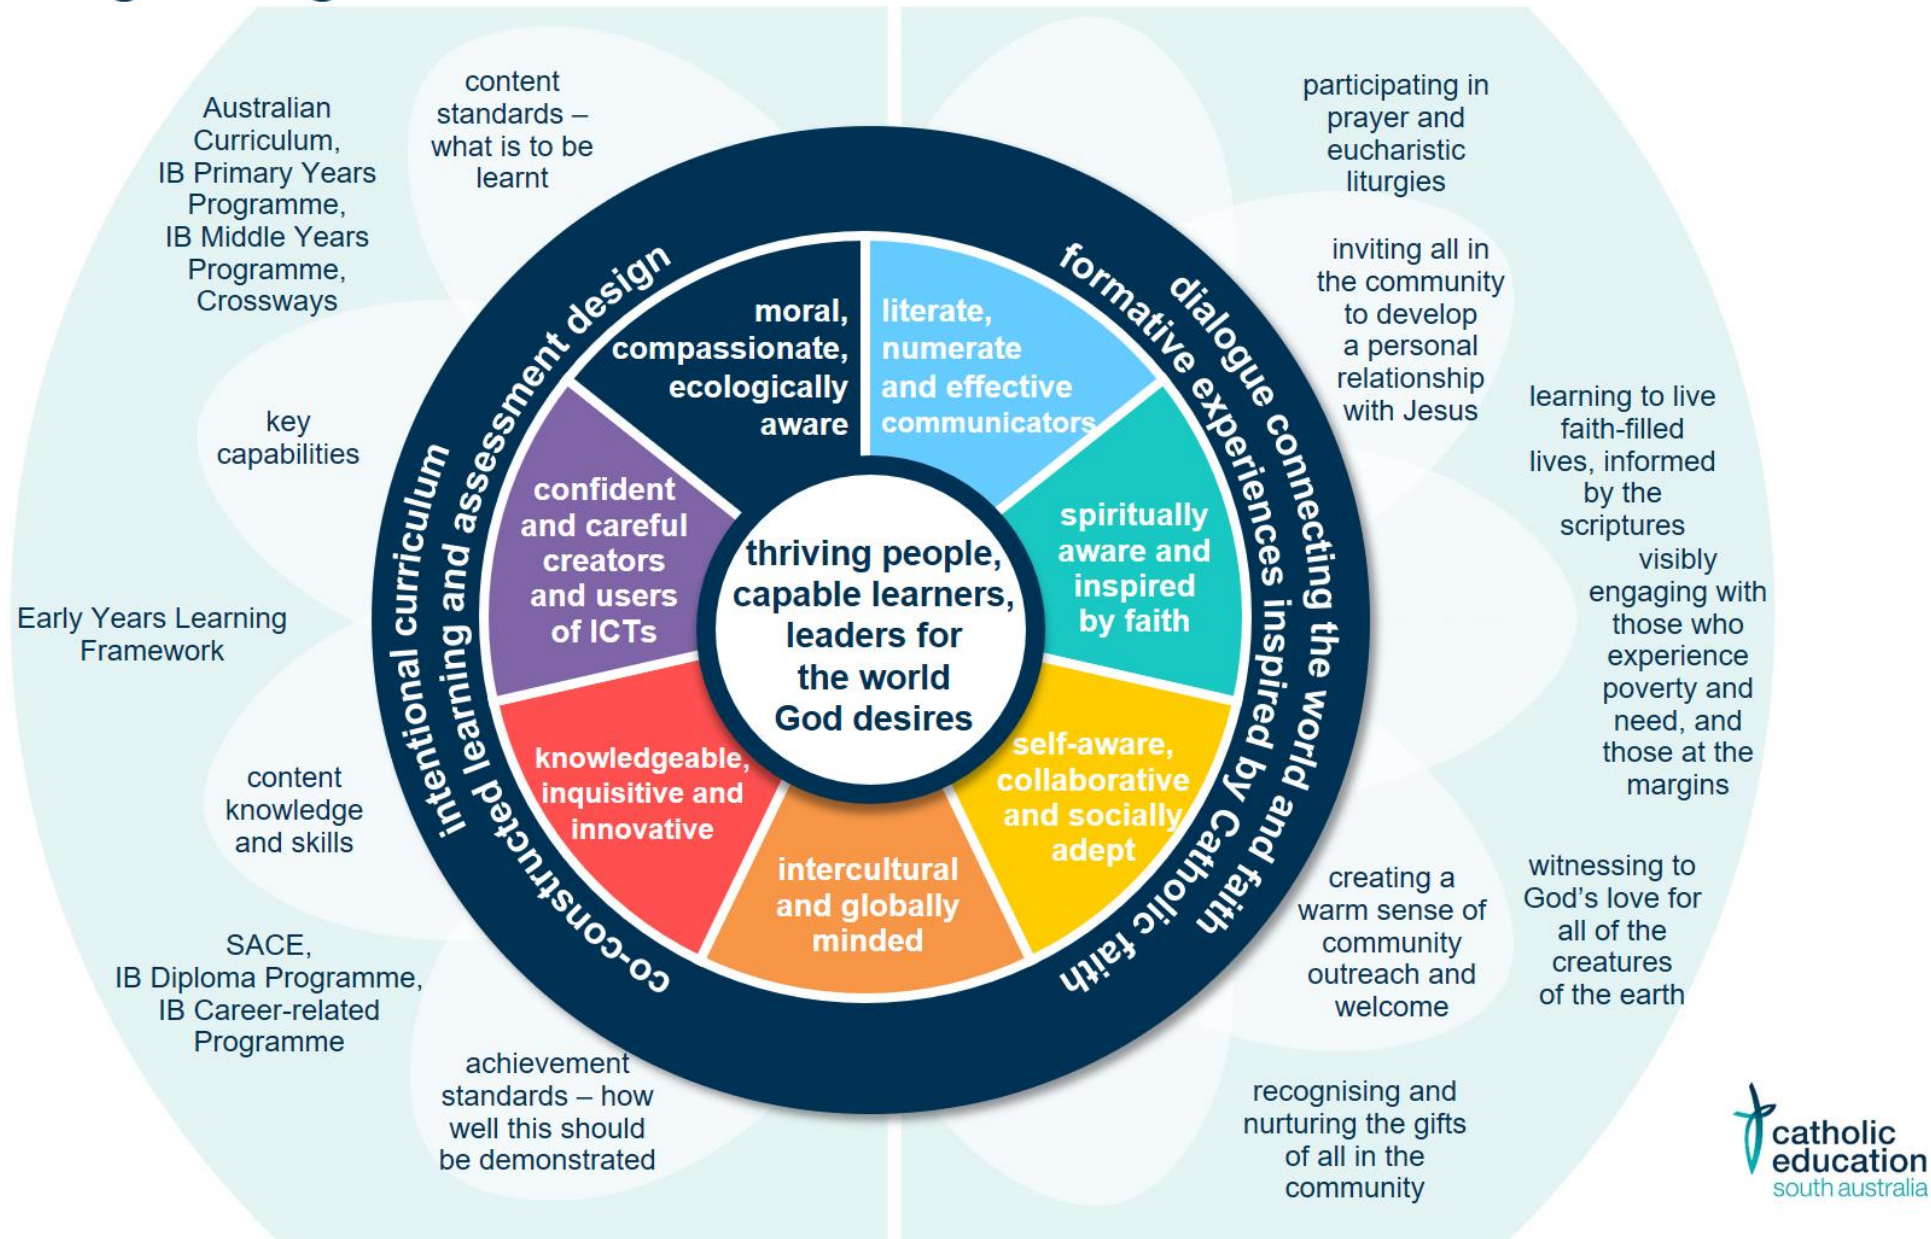 content
standards –
what is to be
learnt
Australian
Curriculum,
IB Primary Years
Programme,
IB Middle Years
Programme,
Crossways
key
capabilities
Early Years Learning
Framework
content
knowledge
and skills
SACE,
IB Diploma Programme,
IB Career-related
Programme
achievement
standards – how
well this should
be demonstrated
intentional curriculum
co-constructed learning and assessment design
moral,
compassionate,
ecologically
aware
literate,
numerate
and effective
communicators
confident
and careful
creators
and users
of ICTs
spiritually
aware and
inspired
by faith
thriving people,
capable learners,
leaders for
the world
God desires
knowledgeable,
inquisitive and
innovative
self-aware,
collaborative
and socially
adept
intercultural
and globally
minded
formative experiences inspired by Catholic faith
dialogue connecting the world and faith
participating in
prayer and
eucharistic
liturgies
inviting all in
the community
to develop
a personal
relationship
with Jesus
learning to live
faith-filled
lives, informed
by the
scriptures
visibly
engaging with
those who
experience
poverty and
need, and
those at the
margins
creating a
warm sense of
community
outreach and
welcome
witnessing to
God’s love for
all of the
creatures
of the earth
recognising and
nurturing the gifts
of all in the
community
catholic
education
south australia